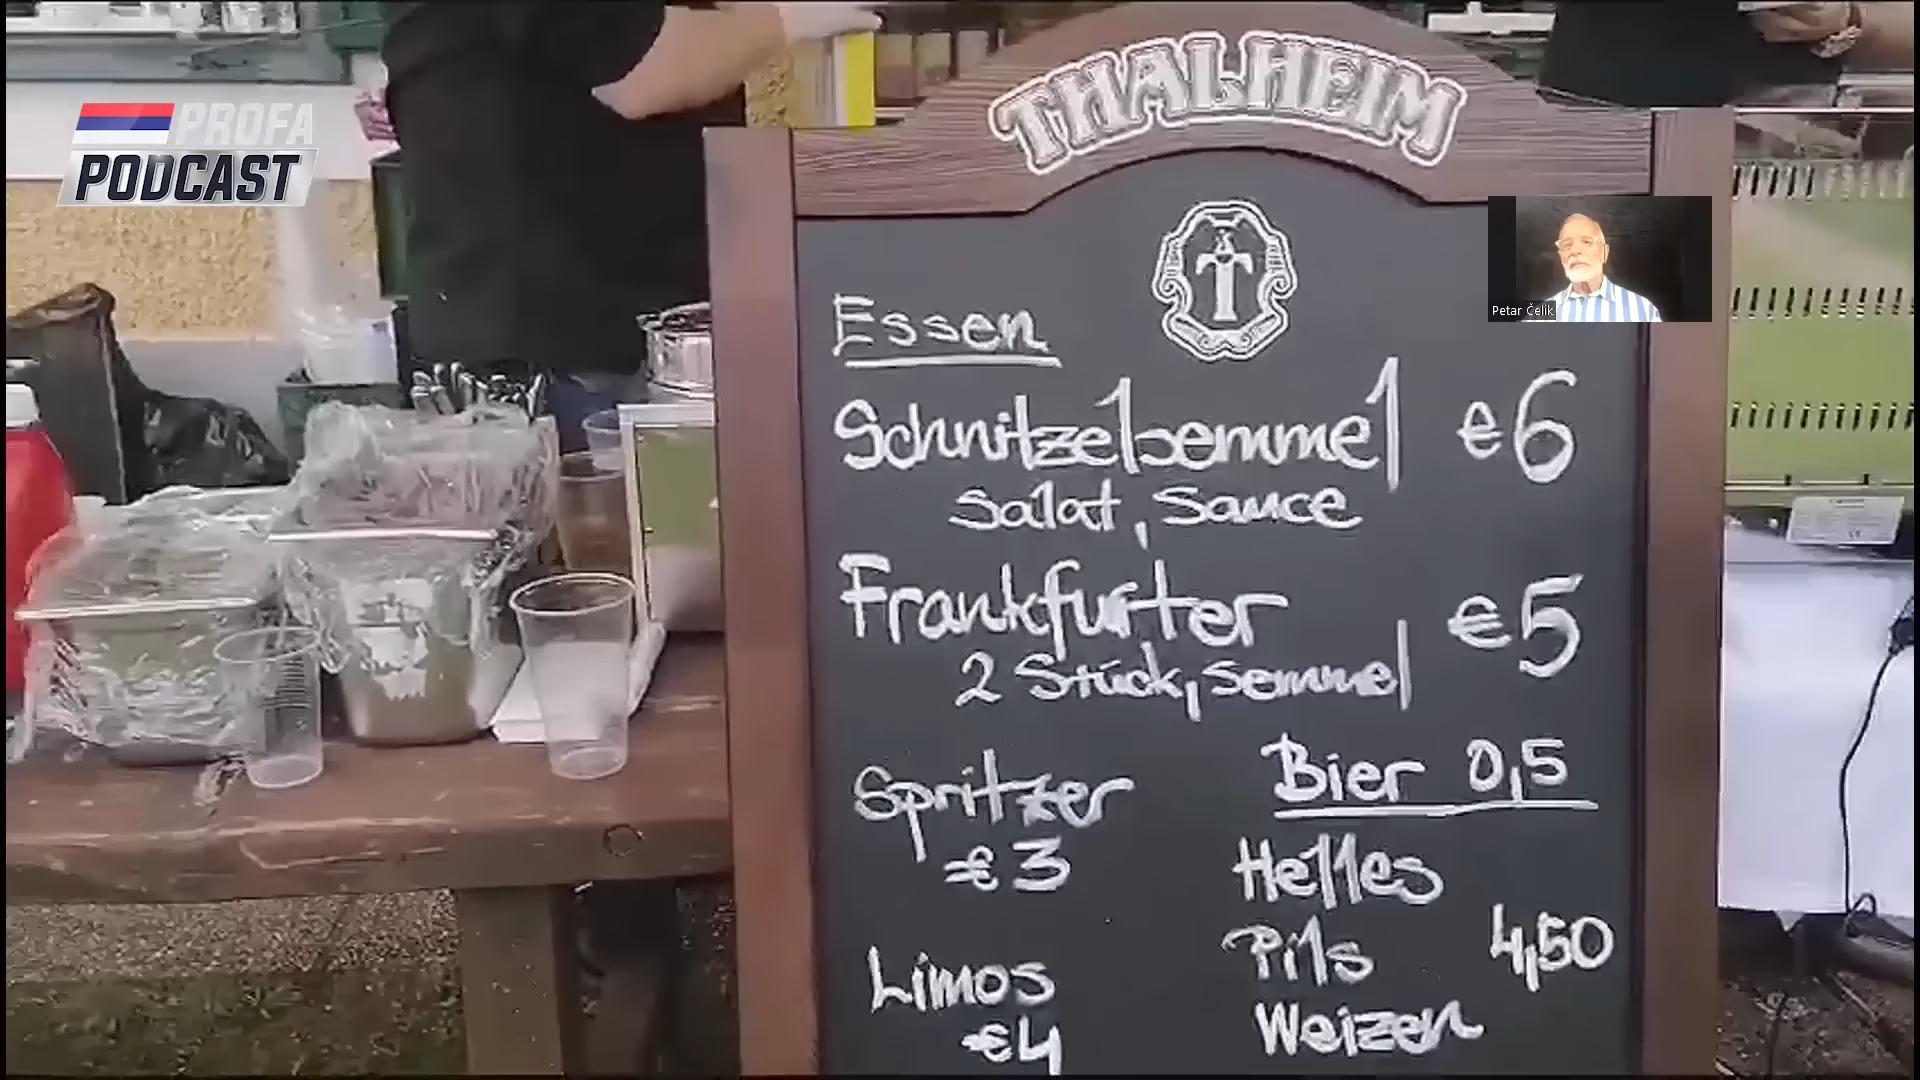 PROFA
PODCAST
THALHEIM
T
Petar Čelik
Essen
Schnitzelsemmel €6
Salat, Sauce
Frankfurter €5
2 Stück, Semmel
Spritzer
€3
Limos
€4
Bier 0,5
Helles
Pils 4,50
Weizen